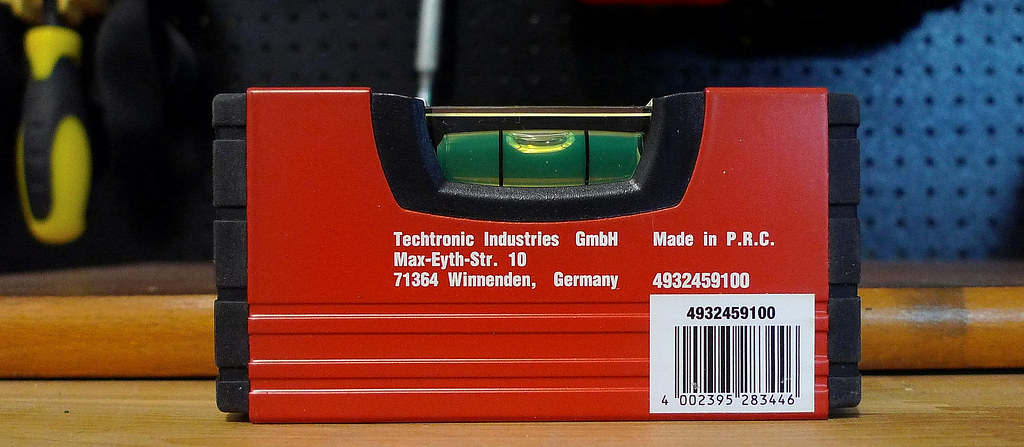 Techtronic Industries GmbH
Max-Eyth-Str. 10
71364 Winnenden, Germany
Made in P.R.C.
4932459100
4932459100
4 002395 283446